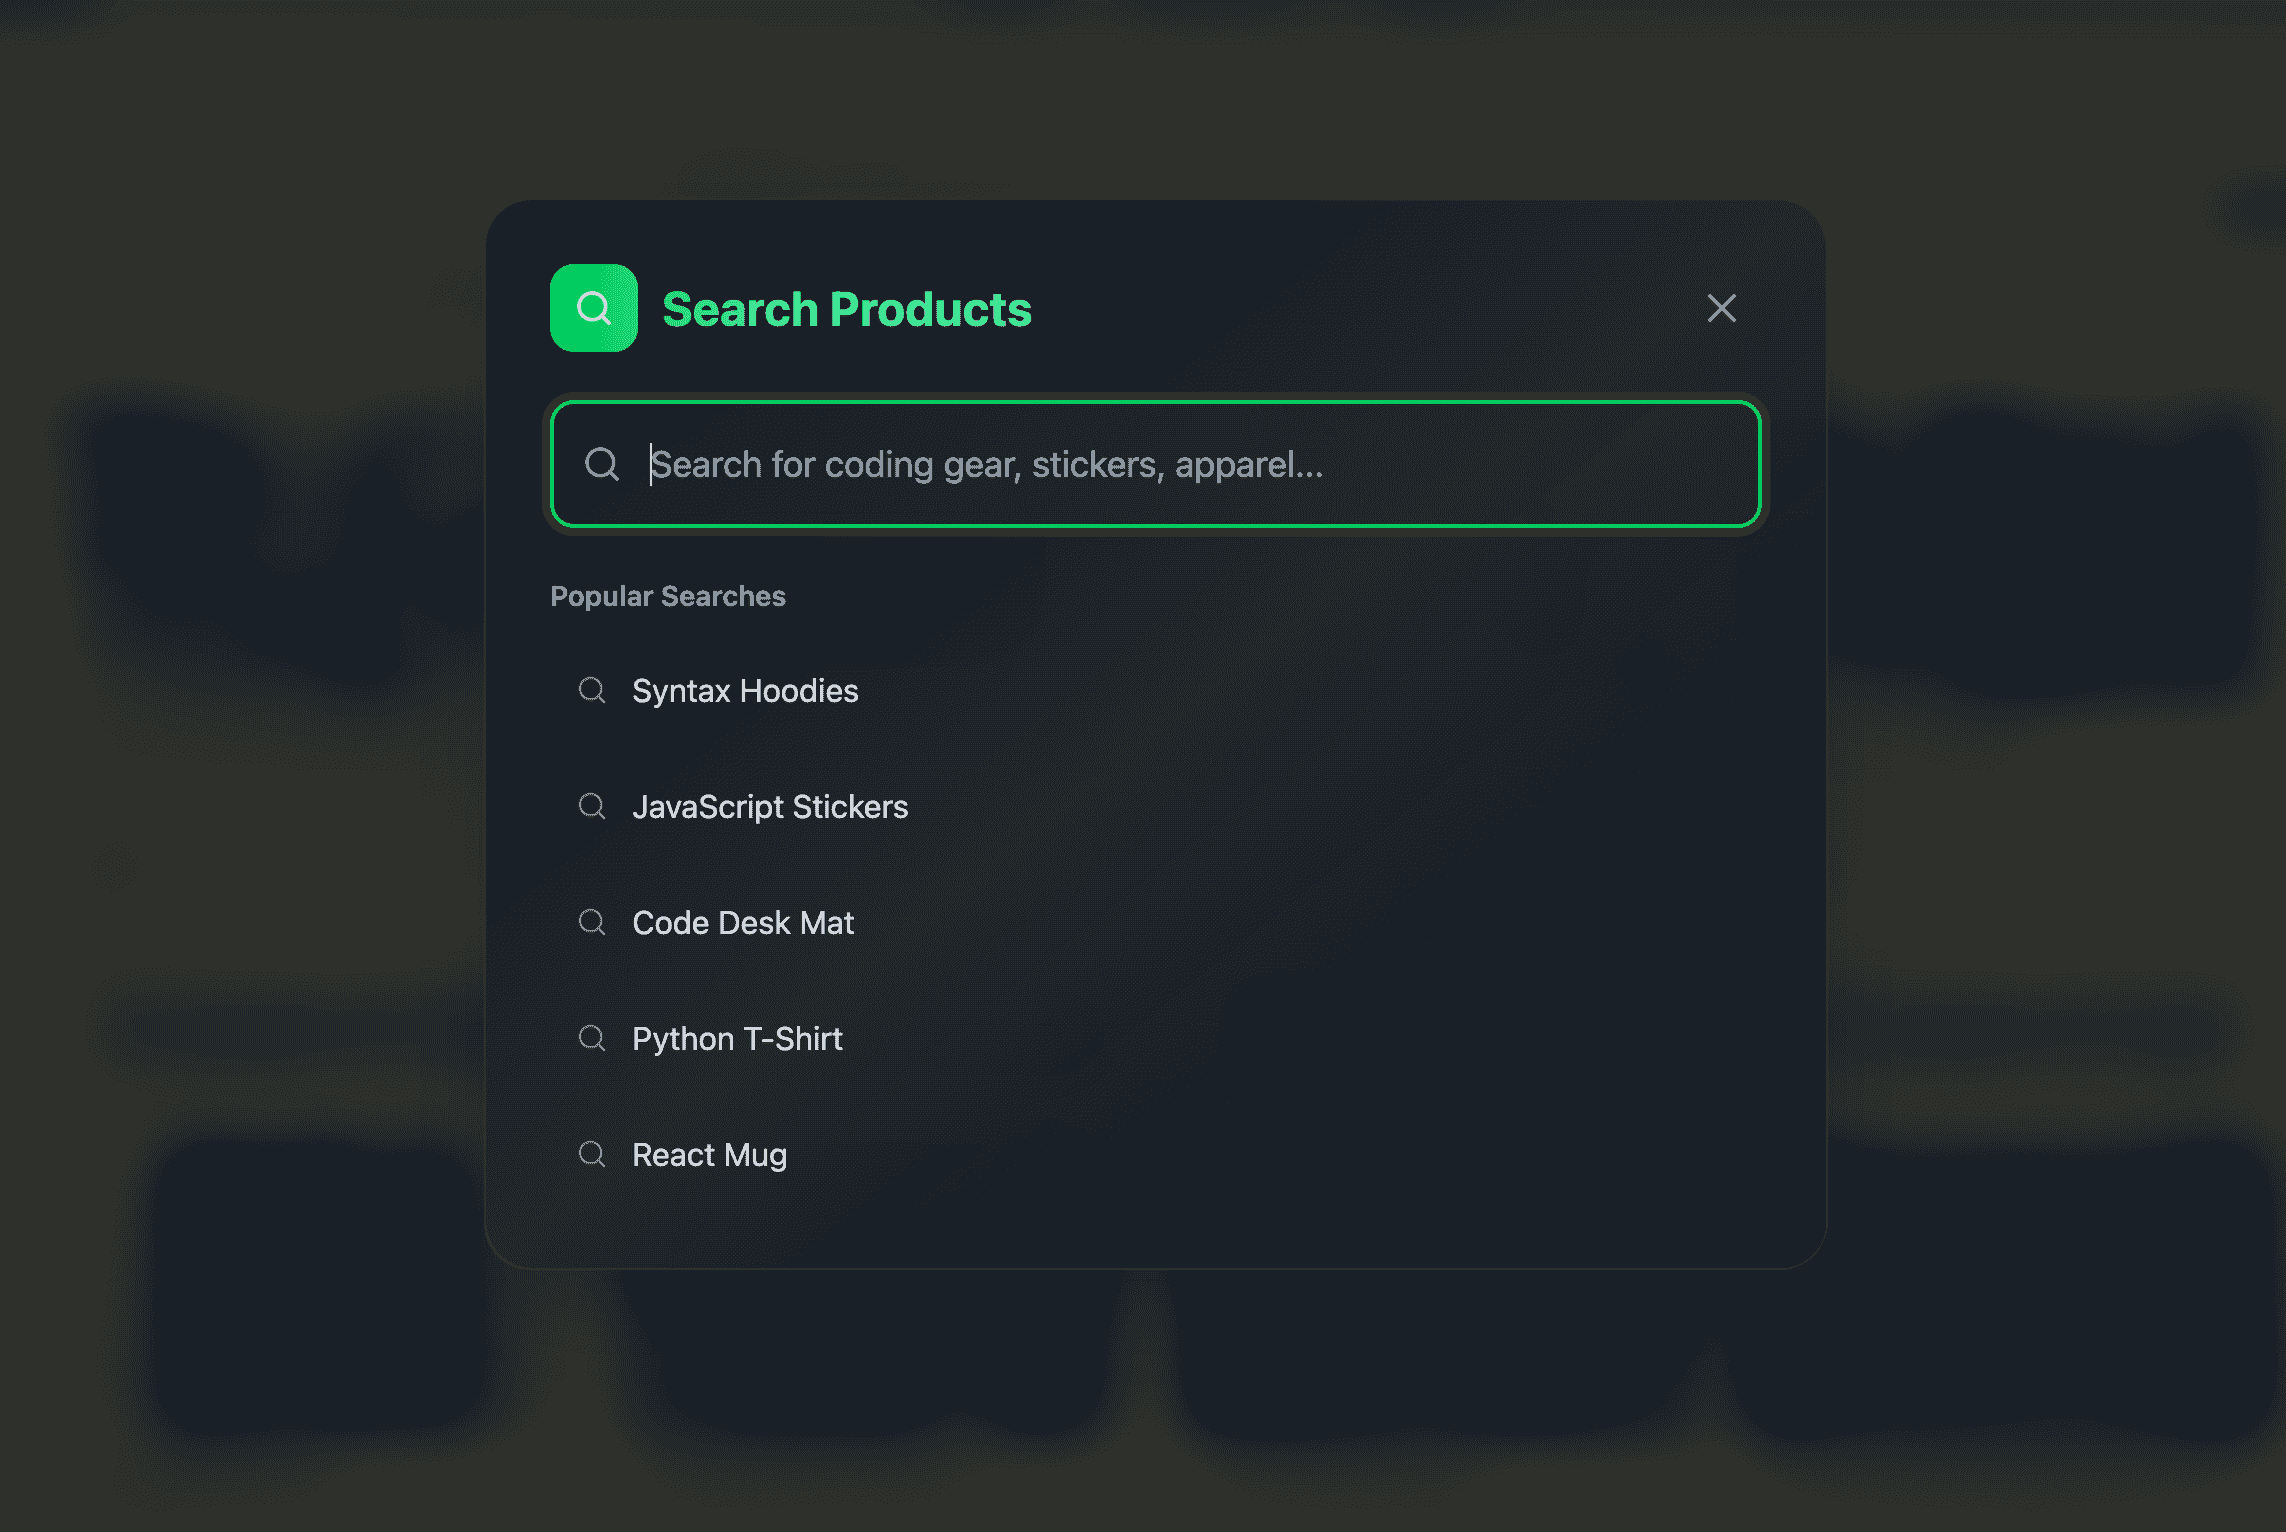 Search Products
Search for coding gear, stickers, apparel...
Popular Searches
Syntax Hoodies
JavaScript Stickers
Code Desk Mat
Python T-Shirt
React Mug